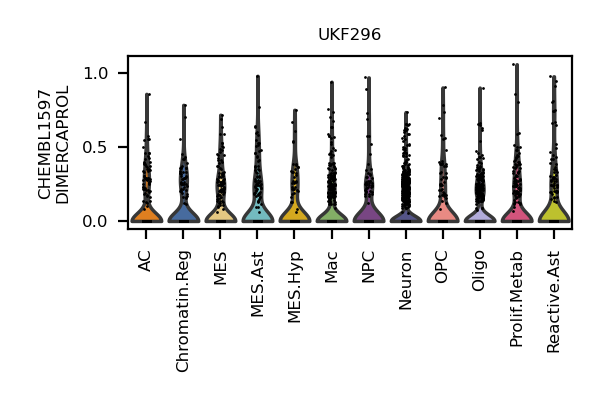 UKF296
CHEMBL1597
DIMERCAPROL
1.0
0.5
0.0
AC
Chromatin.Reg
MES
MES.Ast
MES.Hyp
Mac
NPC
Neuron
OPC
Oligo
Prolif.Metab
Reactive.Ast